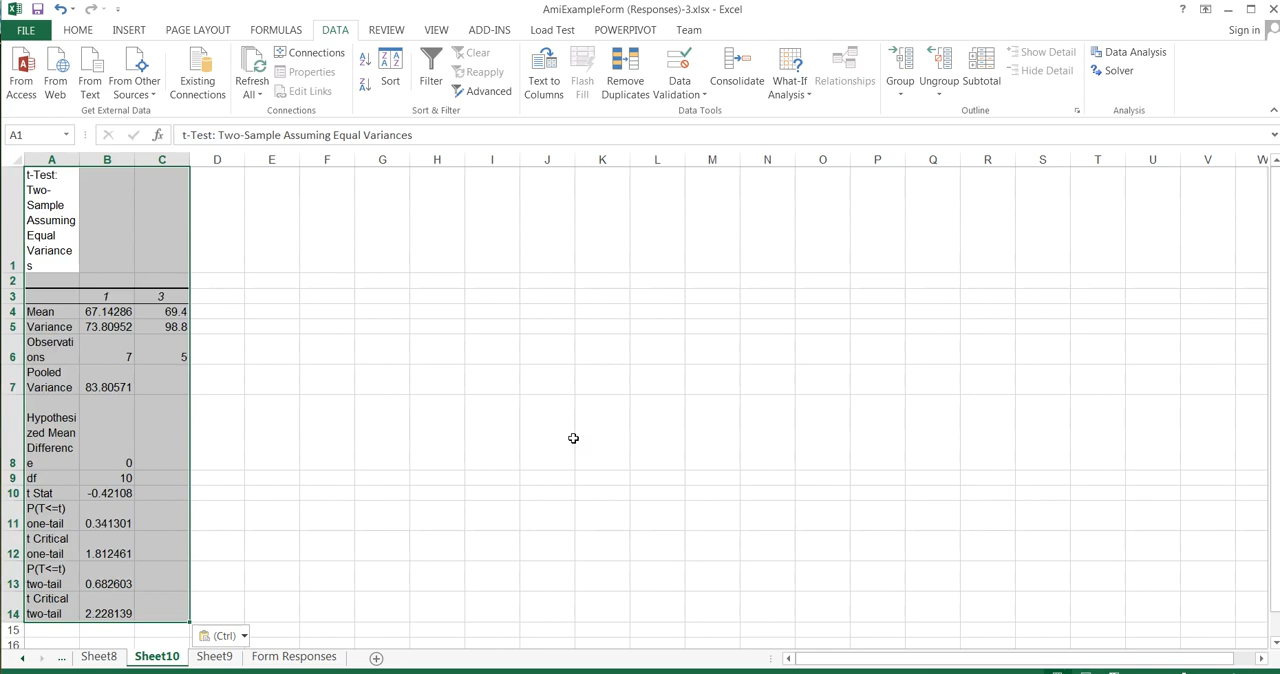 AmiExampleForm (Responses)-3.xlsx - Excel
FILE HOME INSERT PAGE LAYOUT FORMULAS DATA REVIEW VIEW ADD-INS Load Test POWERPIVOT Team Sign in
From Access
From Web
From Text
From Other Sources
Existing Connections
Get External Data
Refresh All
Connections
Properties
Edit Links
Connections
Sort
Filter
Clear
Reapply
Advanced
Sort & Filter
Text to Columns
Flash Fill
Remove Duplicates
Data Validation
Consolidate
What-If Analysis
Relationships
Data Tools
Group
Ungroup
Subtotal
Show Detail
Hide Detail
Outline
Data Analysis
Solver
Analysis
A1 fx t-Test: Two-Sample Assuming Equal Variances
A B C D E F G H I J K L M N O P Q R S T U V W
t-Test:
Two-
Sample
Assuming
Equal
Variance
1 s
2
3 1 3
4 Mean 67.14286 69.4
5 Variance 73.80952 98.8
Observati
6 ons 7 5
Pooled
7 Variance 83.80571
Hypothesi
zed Mean
Differenc
8 e 0
9 df 10
10 t Stat -0.42108
P(T<=t)
11 one-tail 0.341301
t Critical
12 one-tail 1.812461
P(T<=t)
13 two-tail 0.682603
t Critical
14 two-tail 2.228139
15
16
(Ctrl)
... Sheet8 Sheet10 Sheet9 Form Responses